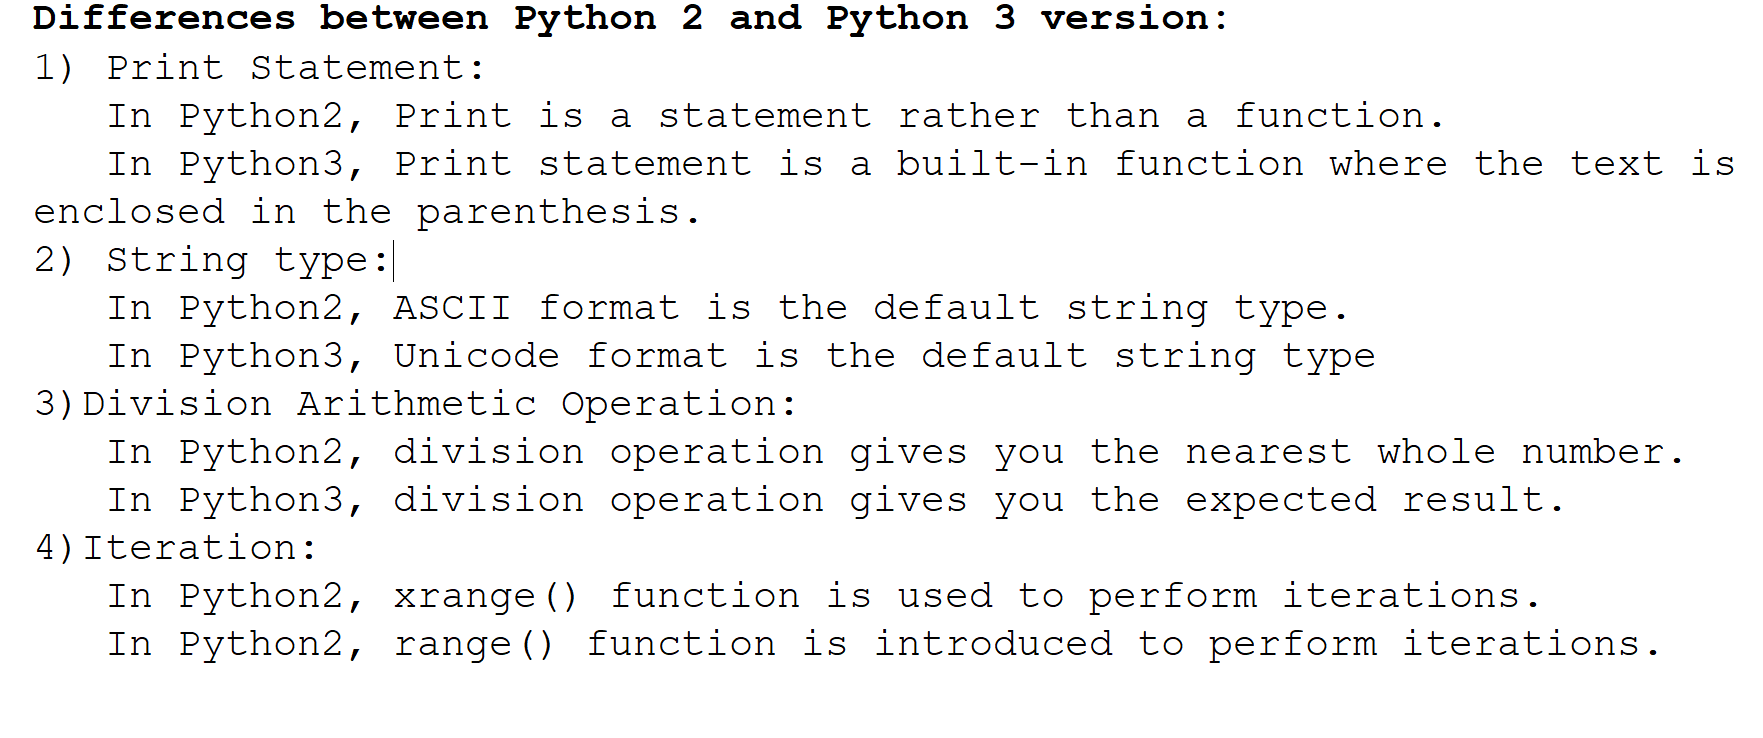 Differences between Python 2 and Python 3 version:
1) Print Statement:
In Python2, Print is a statement rather than a function.
In Python3, Print statement is a built-in function where the text is
enclosed in the parenthesis.
2) String type:
In Python2, ASCII format is the default string type.
In Python3, Unicode format is the default string type
3)Division Arithmetic Operation:
In Python2, division operation gives you the nearest whole number.
In Python3, division operation gives you the expected result.
4)Iteration:
In Python2, xrange() function is used to perform iterations.
In Python2, range() function is introduced to perform iterations.